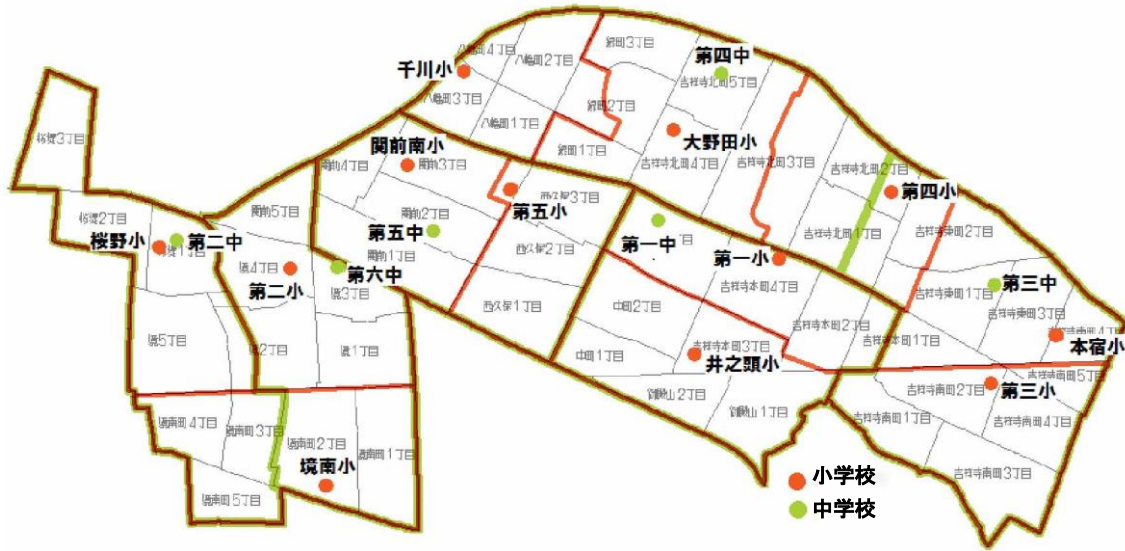 八幡町4丁目
八幡町2丁目
緑町3丁目
第四中
千川小
吉祥寺北町5丁目
八幡町3丁目
緑町2丁目
八幡町1丁目
桜堤3丁目
大野田小
関前南小
緑町1丁目
吉祥寺北町4丁目
吉祥寺北町3丁目
関前4丁目
関前3丁目
吉祥寺北町2丁目
第四小
第五小
西久保3丁目
桜堤2丁目
関前5丁目
関前2丁目
桜野小
第二中
第五中
第一中
吉祥寺北町1丁目
吉祥寺東町2丁目
桜堤1丁目
関前1丁目
西久保2丁目
第一小
境4丁目
第二小
第六中
境3丁目
吉祥寺本町4丁目
第三中
吉祥寺東町1丁目
西久保1丁目
中町2丁目
吉祥寺東町3丁目
吉祥寺本町2丁目
吉祥寺本町1丁目
吉祥寺東町4丁目
境5丁目
境2丁目
境1丁目
中町1丁目
吉祥寺本町3丁目
井之頭小
本宿小
吉祥寺南町5丁目
吉祥寺南町2丁目
第三小
御殿山2丁目
御殿山1丁目
吉祥寺南町1丁目
吉祥寺南町4丁目
境南町4丁目
境南町3丁目
境南町2丁目
境南町1丁目
境南小
吉祥寺南町3丁目
境南町5丁目
小学校
中学校